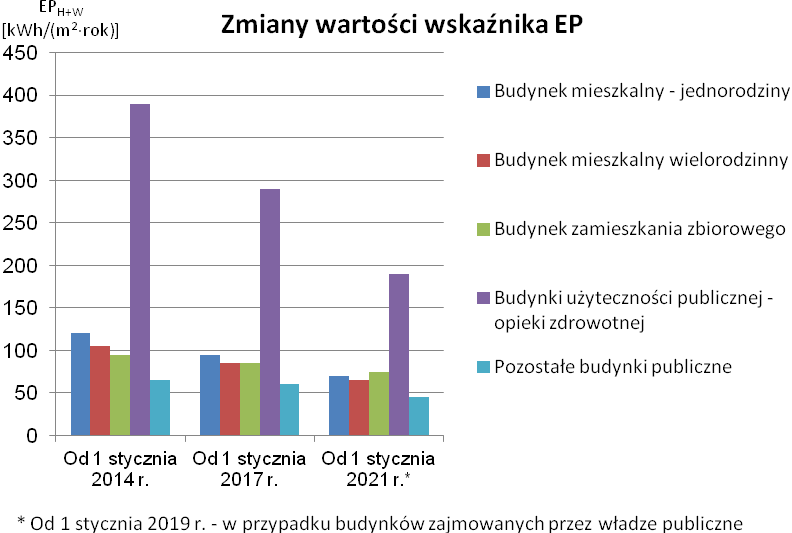 EPH+W
[kWh/(m²·rok)]
Zmiany wartości wskaźnika EP
450
400
350
300
250
200
150
100
50
0
Od 1 stycznia
2014 r.
Od 1 stycznia
2017 r.
Od 1 stycznia
2021 r.*
Budynek mieszkalny - jednorodziny
Budynek mieszkalny wielorodzinny
Budynek zamieszkania zbiorowego
Budynki użyteczności publicznej -
opieki zdrowotnej
Pozostałe budynki publiczne
* Od 1 stycznia 2019 r. - w przypadku budynków zajmowanych przez władze publiczne